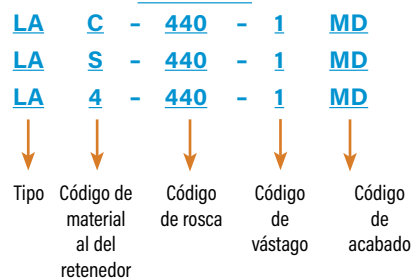 LA C – 440 – 1 MD
LA S – 440 – 1 MD
LA 4 – 440 – 1 MD
Tipo Código de Código Código Código
material de rosca de de
al del vástago acabado
retenedor